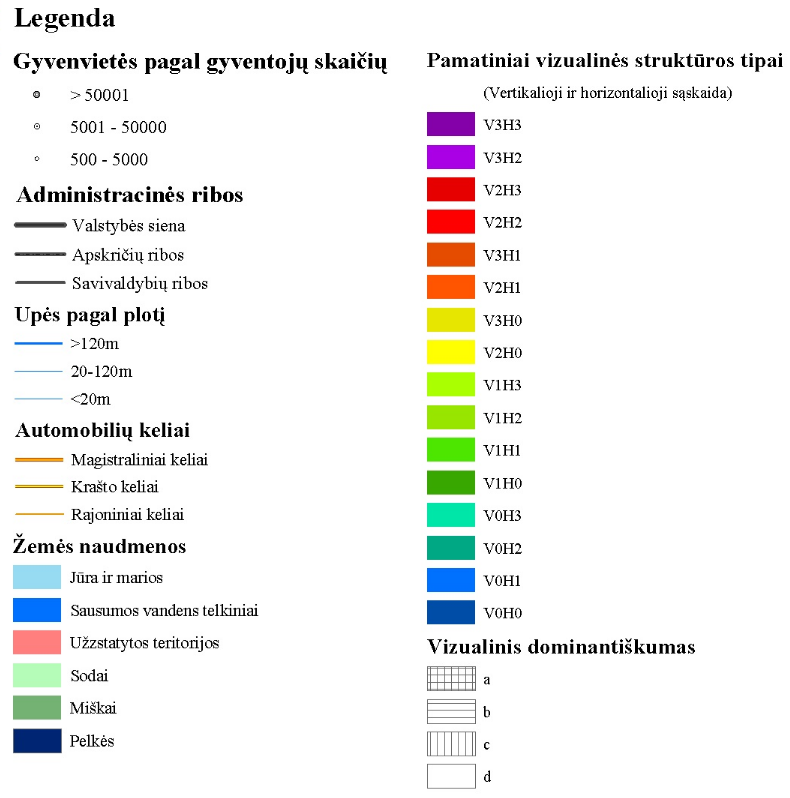 Legenda
Gyvenvietės pagal gyventojų skaičių
> 50001
5001 - 50000
500 - 5000
Administracinės ribos
Valstybės siena
Apskričių ribos
Savivaldybių ribos
Upės pagal plotį
>120m
20-120m
<20m
Automobilių keliai
Magistraliniai keliai
Krašto keliai
Rajoniniai keliai
Žemės naudmenos
Jūra ir marios
Sausumos vandens telkiniai
Užzstatytos teritorijos
Sodai
Miškai
Pelkės
Pamatiniai vizualinės struktūros tipai
(Vertikalioji ir horizontalioji sąskaida)
V3H3
V3H2
V2H3
V2H2
V3H1
V2H1
V3H0
V2H0
V1H3
V1H2
V1H1
V1H0
V0H3
V0H2
V0H1
V0H0
Vizualinis dominantiškumas
a
b
c
d